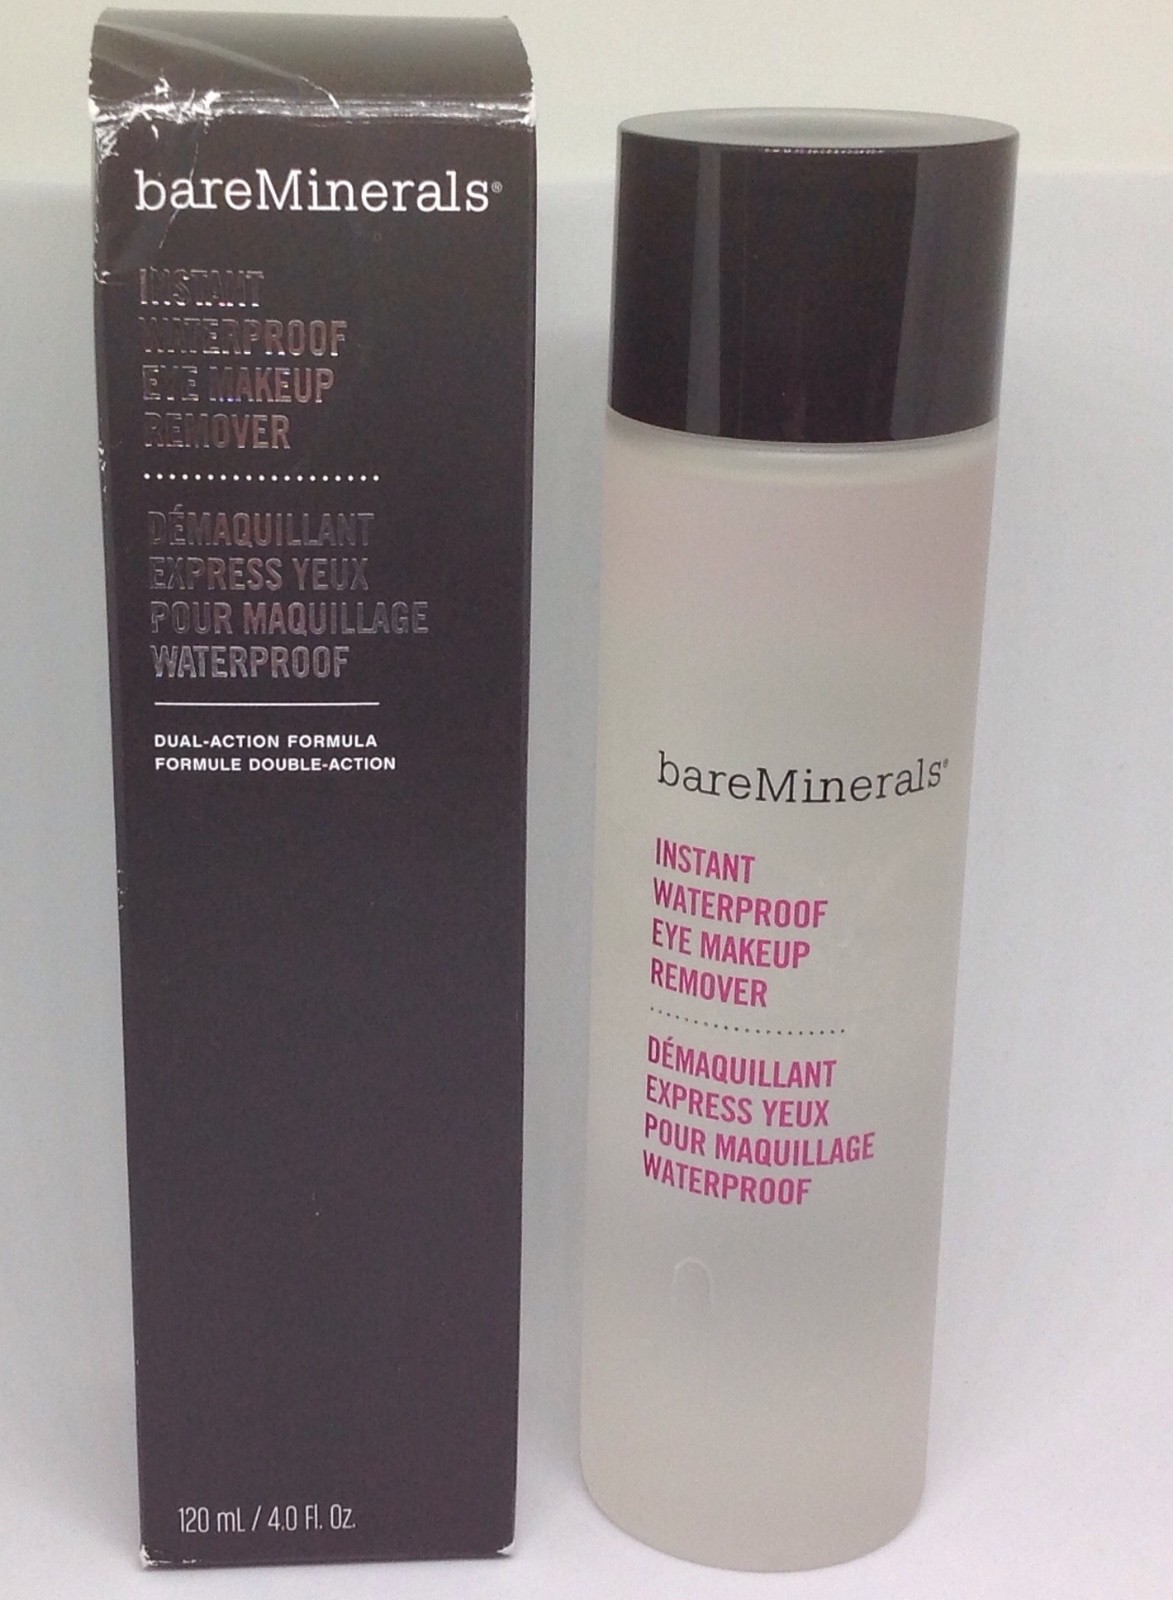 bareMinerals®
INSTANT
WATERPROOF
EYE MAKEUP
REMOVER
DÉMAQUILLANT
EXPRESS YEUX
POUR MAQUILLAGE
WATERPROOF
DUAL-ACTION FORMULA
FORMULE DOUBLE-ACTION
120 mL / 4.0 Fl. Oz.
bareMinerals®
INSTANT
WATERPROOF
EYE MAKEUP
REMOVER
DÉMAQUILLANT
EXPRESS YEUX
POUR MAQUILLAGE
WATERPROOF